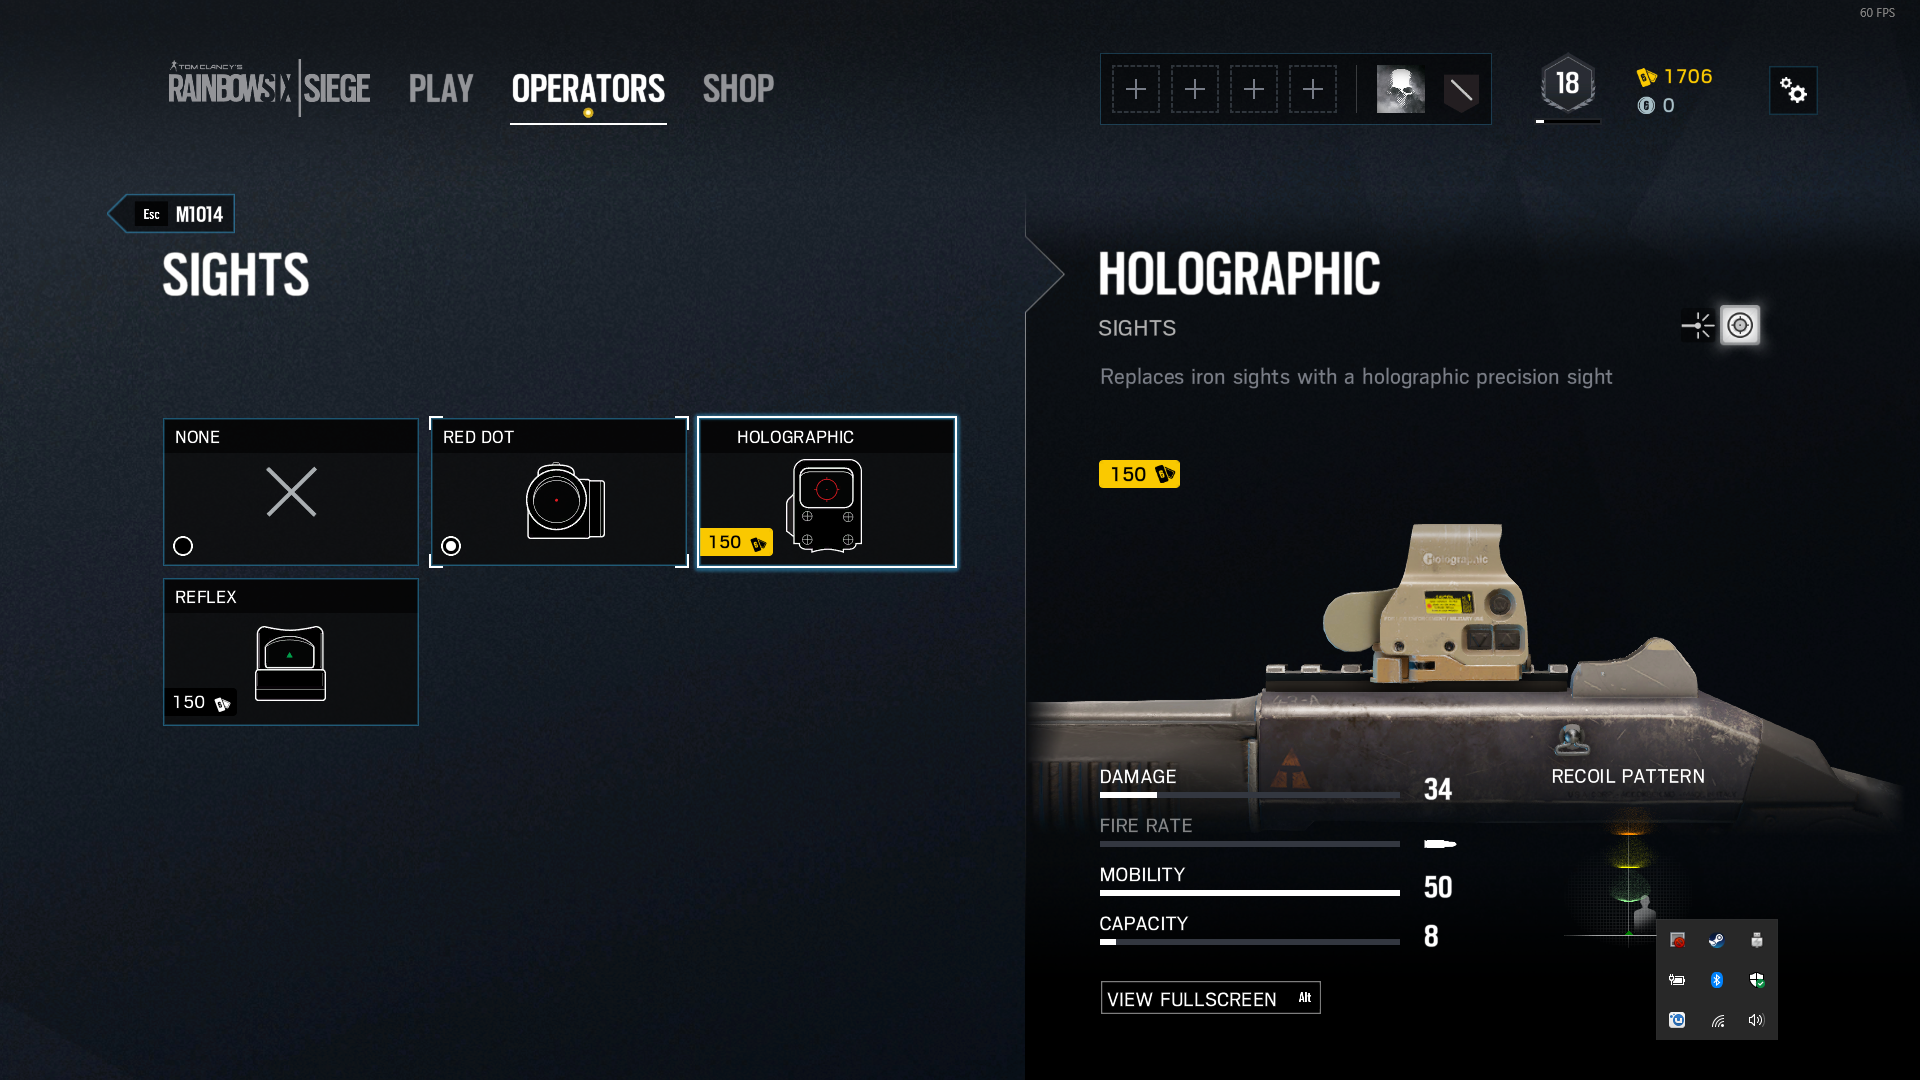 60 FPS
TOM CLANCY'S
RAINBOWSIX SIEGE
PLAY
OPERATORS
SHOP
18
1706
0
Esc M1014
SIGHTS
HOLOGRAPHIC
SIGHTS
Replaces iron sights with a holographic precision sight
NONE
RED DOT
HOLOGRAPHIC
150
150
REFLEX
150
Holographic
DAMAGE
34
RECOIL PATTERN
FIRE RATE
MOBILITY
50
CAPACITY
8
VIEW FULLSCREEN Alt